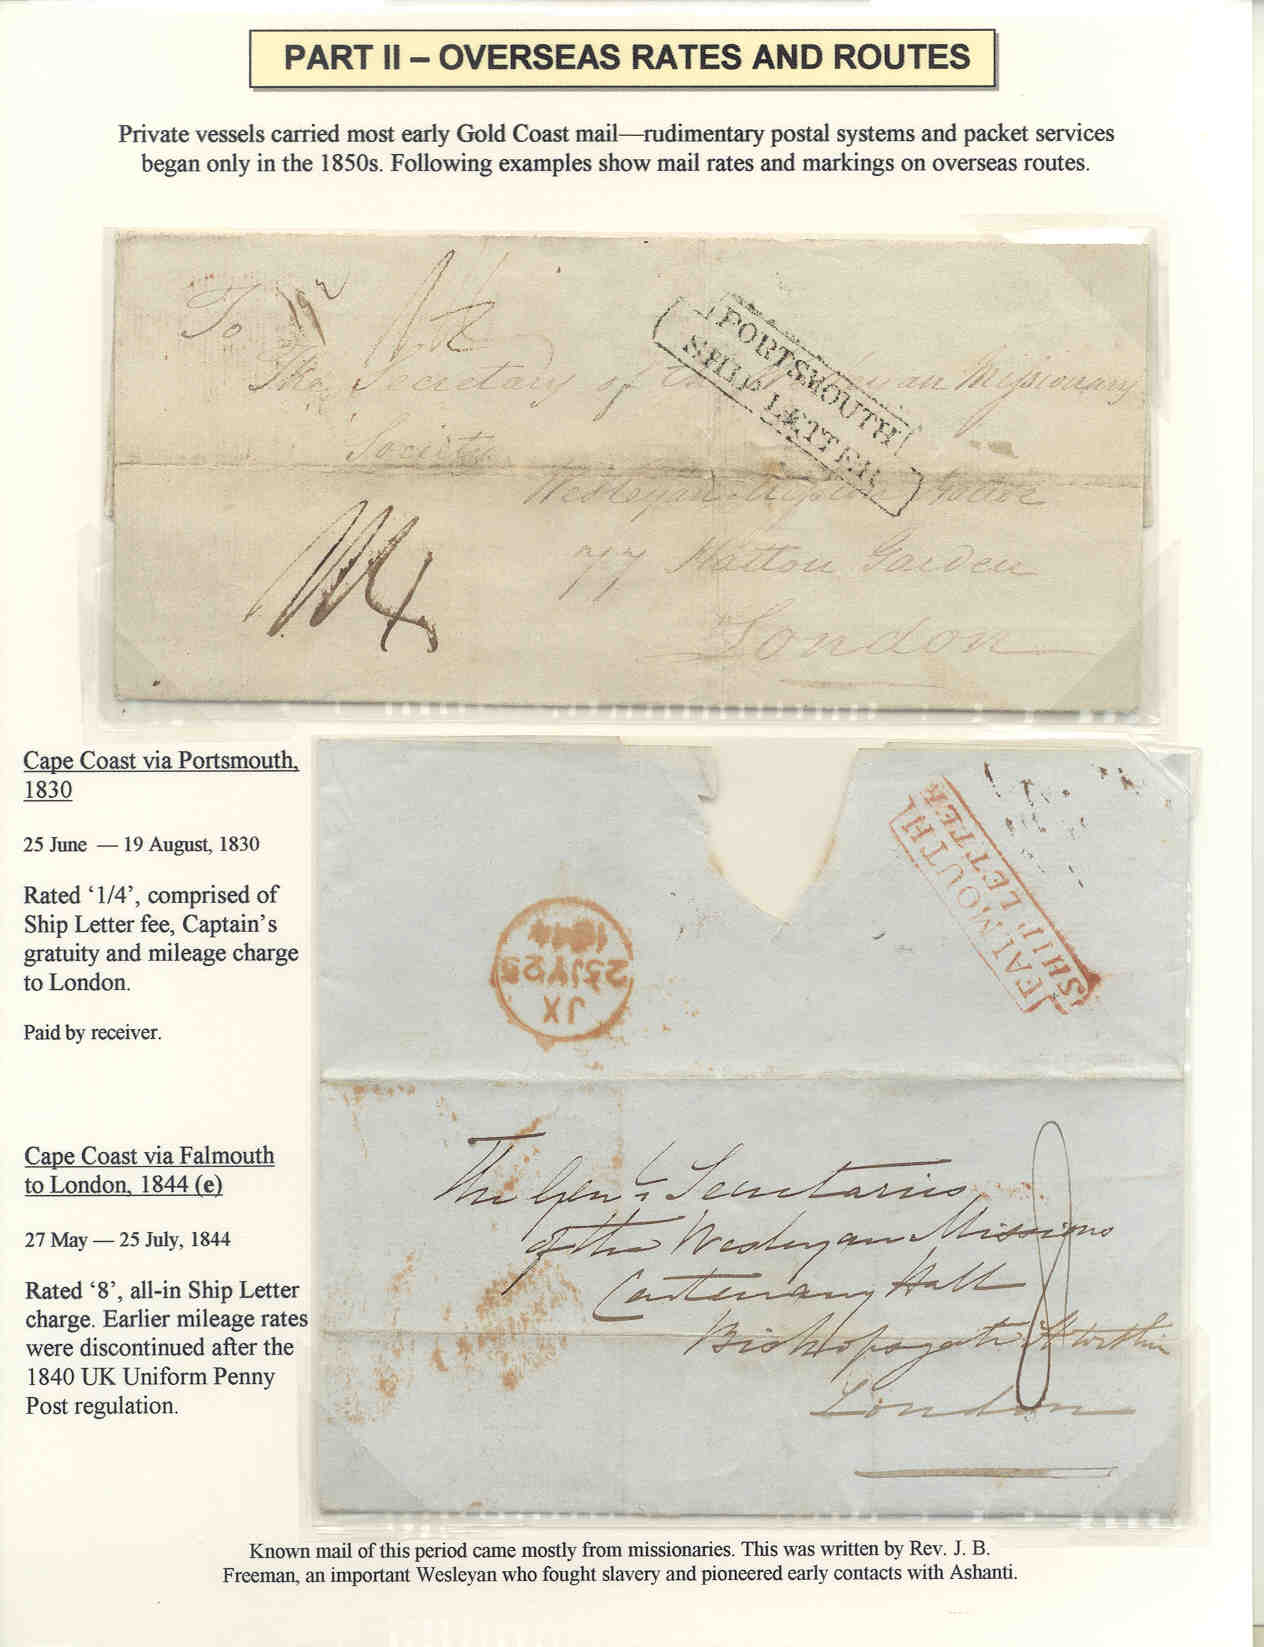 PART II – OVERSEAS RATES AND ROUTES
Private vessels carried most early Gold Coast mail—rudimentary postal systems and packet services
began only in the 1850s. Following examples show mail rates and markings on overseas routes.
To
The Secretary of the Wesleyan Missionary
Society
Wesleyan Mission House
77 Hatton Garden
London
PORTSMOUTH
SHIP LETTER
Cape Coast via Portsmouth,
1830
25 June — 19 August, 1830
Rated ‘1/4’, comprised of
Ship Letter fee, Captain’s
gratuity and mileage charge
to London.
Paid by receiver.
FALMOUTH
SHIP LETTER
JX
1844
Cape Coast via Falmouth
to London, 1844 (e)
27 May — 25 July, 1844
Rated ‘8’, all-in Ship Letter
charge. Earlier mileage rates
were discontinued after the
1840 UK Uniform Penny
Post regulation.
The Genl Secretaries
of the Wesleyan Missions
Centenary Hall
Bishopsgate St Within
London
8
Known mail of this period came mostly from missionaries. This was written by Rev. J. B.
Freeman, an important Wesleyan who fought slavery and pioneered early contacts with Ashanti.